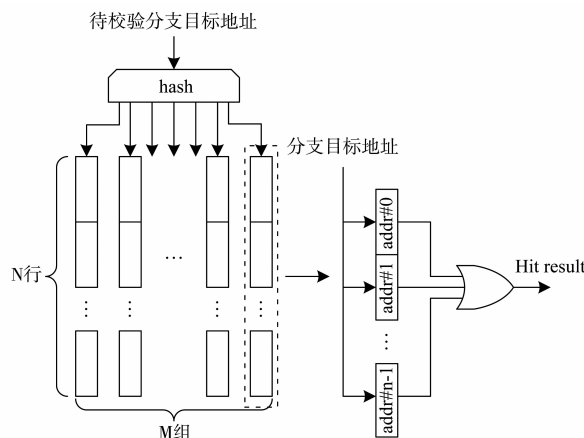 待校验分支目标地址
hash
分支目标地址
N行
...
addr#0
addr#1
Hit result
...
...
...
...
...
addr#n-1
M组